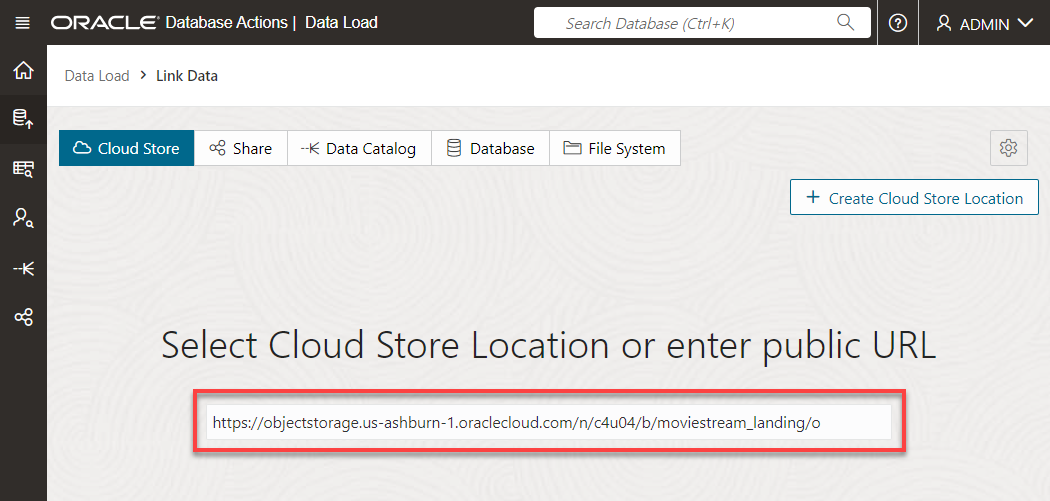 ORACLE® Database Actions | Data Load
Search Database (Ctrl+K)
ADMIN
Data Load > Link Data
Cloud Store
Share
Data Catalog
Database
File System
+ Create Cloud Store Location
Select Cloud Store Location or enter public URL
https://objectstorage.us-ashburn-1.oraclecloud.com/n/c4u04/b/moviestream_landing/o